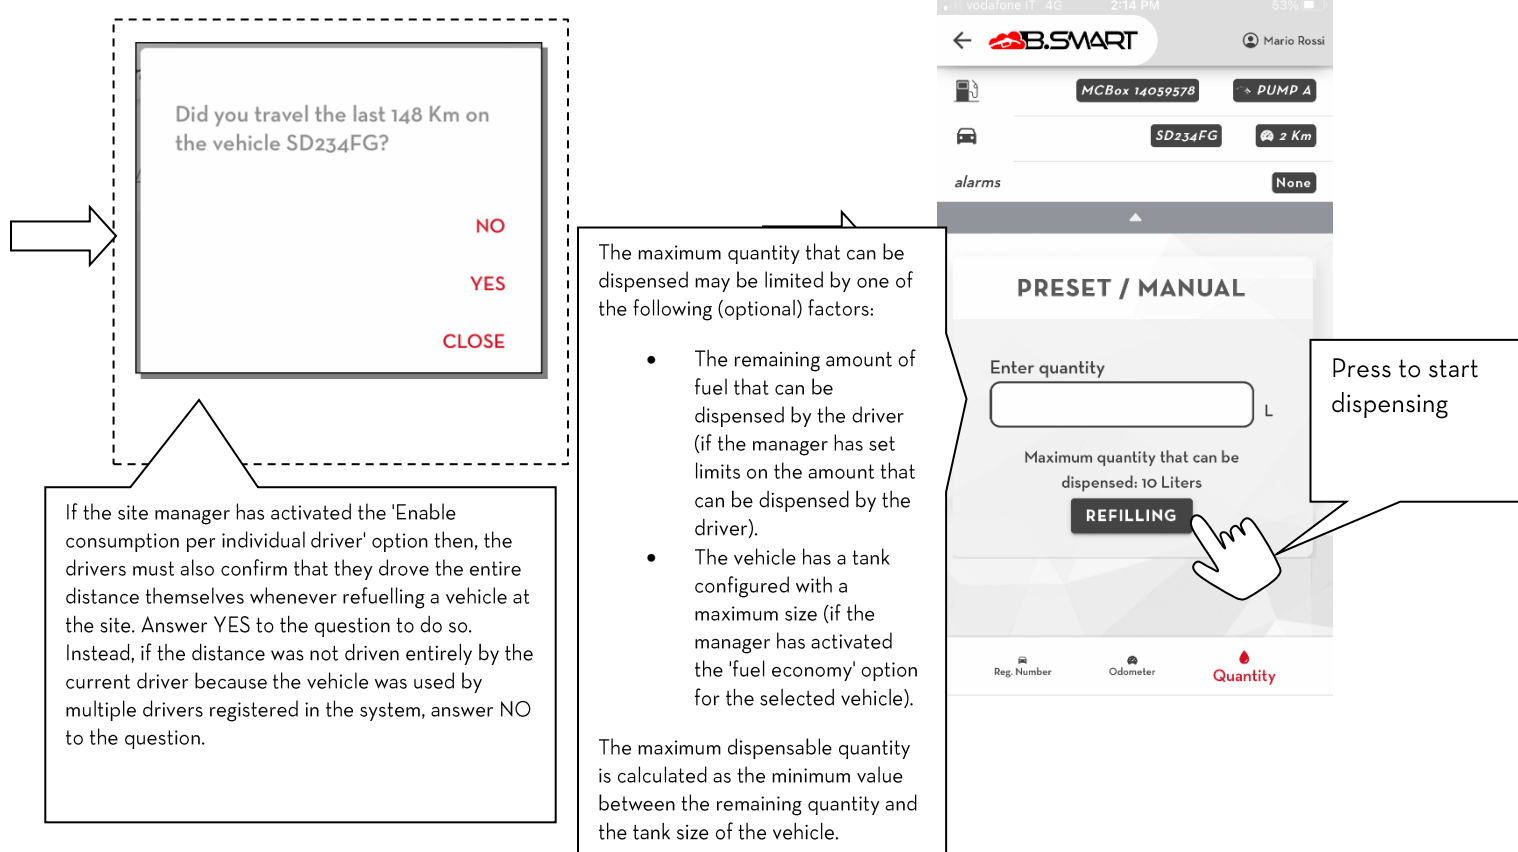 Did you travel the last 148 Km on
the vehicle SD234FG?
NO
YES
CLOSE
If the site manager has activated the 'Enable
consumption per individual driver' option then, the
drivers must also confirm that they drove the entire
distance themselves whenever refuelling a vehicle at
the site. Answer YES to the question to do so.
Instead, if the distance was not driven entirely by the
current driver because the vehicle was used by
multiple drivers registered in the system, answer NO
to the question.
The maximum quantity that can be
dispensed may be limited by one of
the following (optional) factors:
• The remaining amount of
fuel that can be
dispensed by the driver
(if the manager has set
limits on the amount that
can be dispensed by the
driver).
• The vehicle has a tank
configured with a
maximum size (if the
manager has activated
the 'fuel economy' option
for the selected vehicle).
The maximum dispensable quantity
is calculated as the minimum value
between the remaining quantity and
the tank size of the vehicle.
vodafone IT 4G 2:14 PM 53%
B.SMART Mario Rossi
MCBox 14059578 PUMP A
SD234FG 2 Km
alarms None
PRESET / MANUAL
Enter quantity
L
Maximum quantity that can be
dispensed: 10 Liters
REFILLING
Reg. Number Odometer Quantity
Press to start
dispensing